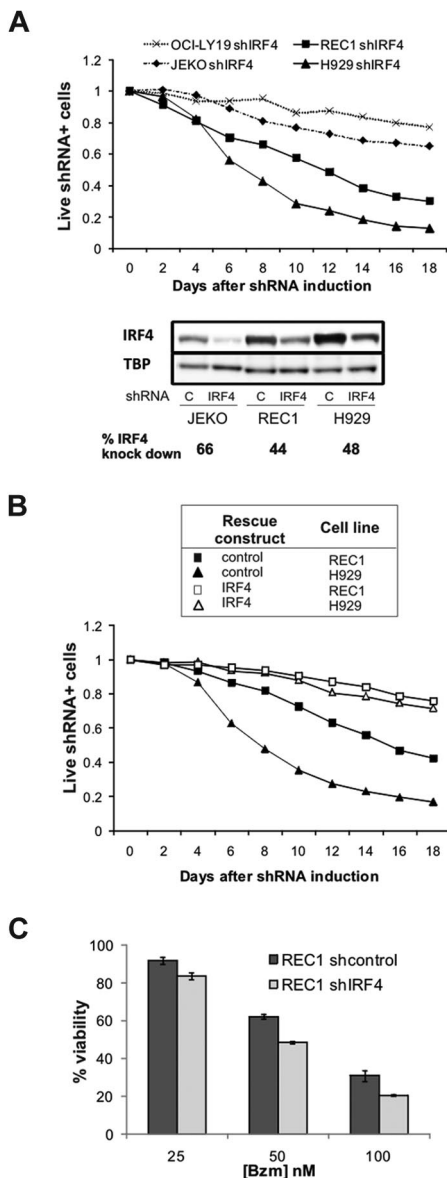 A
OCI-LY19 shIRF4 REC1 shIRF4
JEKO shIRF4 H929 shIRF4
Live shRNA+ cells
1.2
1
0.8
0.6
0.4
0.2
0
0 2 4 6 8 10 12 14 16 18
Days after shRNA induction
IRF4
TBP
shRNA C IRF4 C IRF4 C IRF4
JEKO REC1 H929
% IRF4
knock down 66 44 48
B
Rescue Cell line
construct
control REC1
control H929
IRF4 REC1
IRF4 H929
Live shRNA+ cells
1.2
1
0.8
0.6
0.4
0.2
0
0 2 4 6 8 10 12 14 16 18
Days after shRNA induction
C
REC1 shcontrol
REC1 shIRF4
% viability
100
80
60
40
20
0
25 50 100
[Bzm] nM